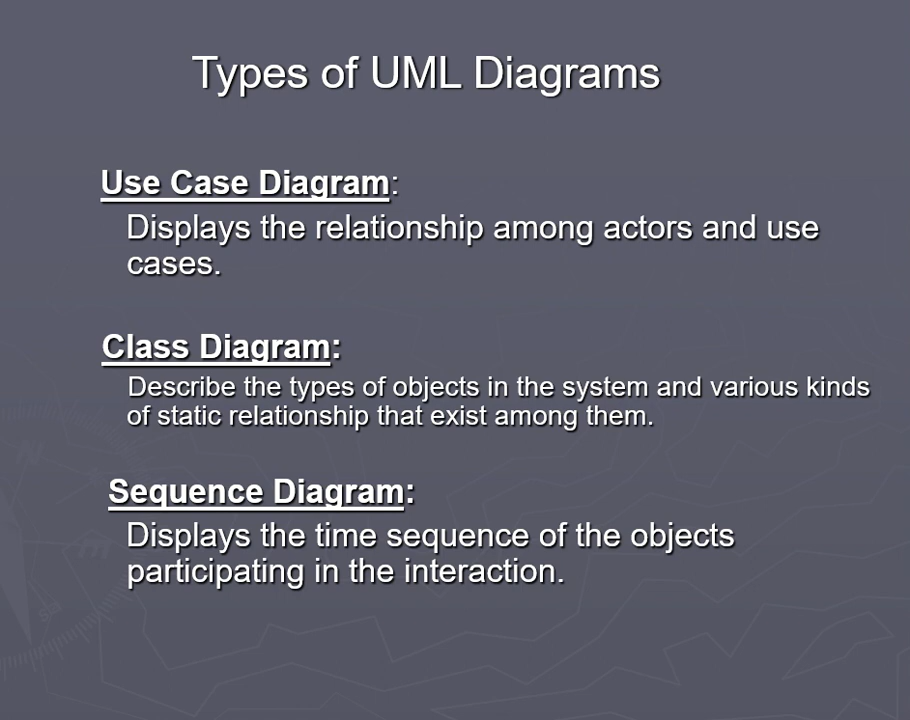 Types of UML Diagrams
Use Case Diagram:
Displays the relationship among actors and use
cases.
Class Diagram:
Describe the types of objects in the system and various kinds
of static relationship that exist among them.
Sequence Diagram:
Displays the time sequence of the objects
participating in the interaction.